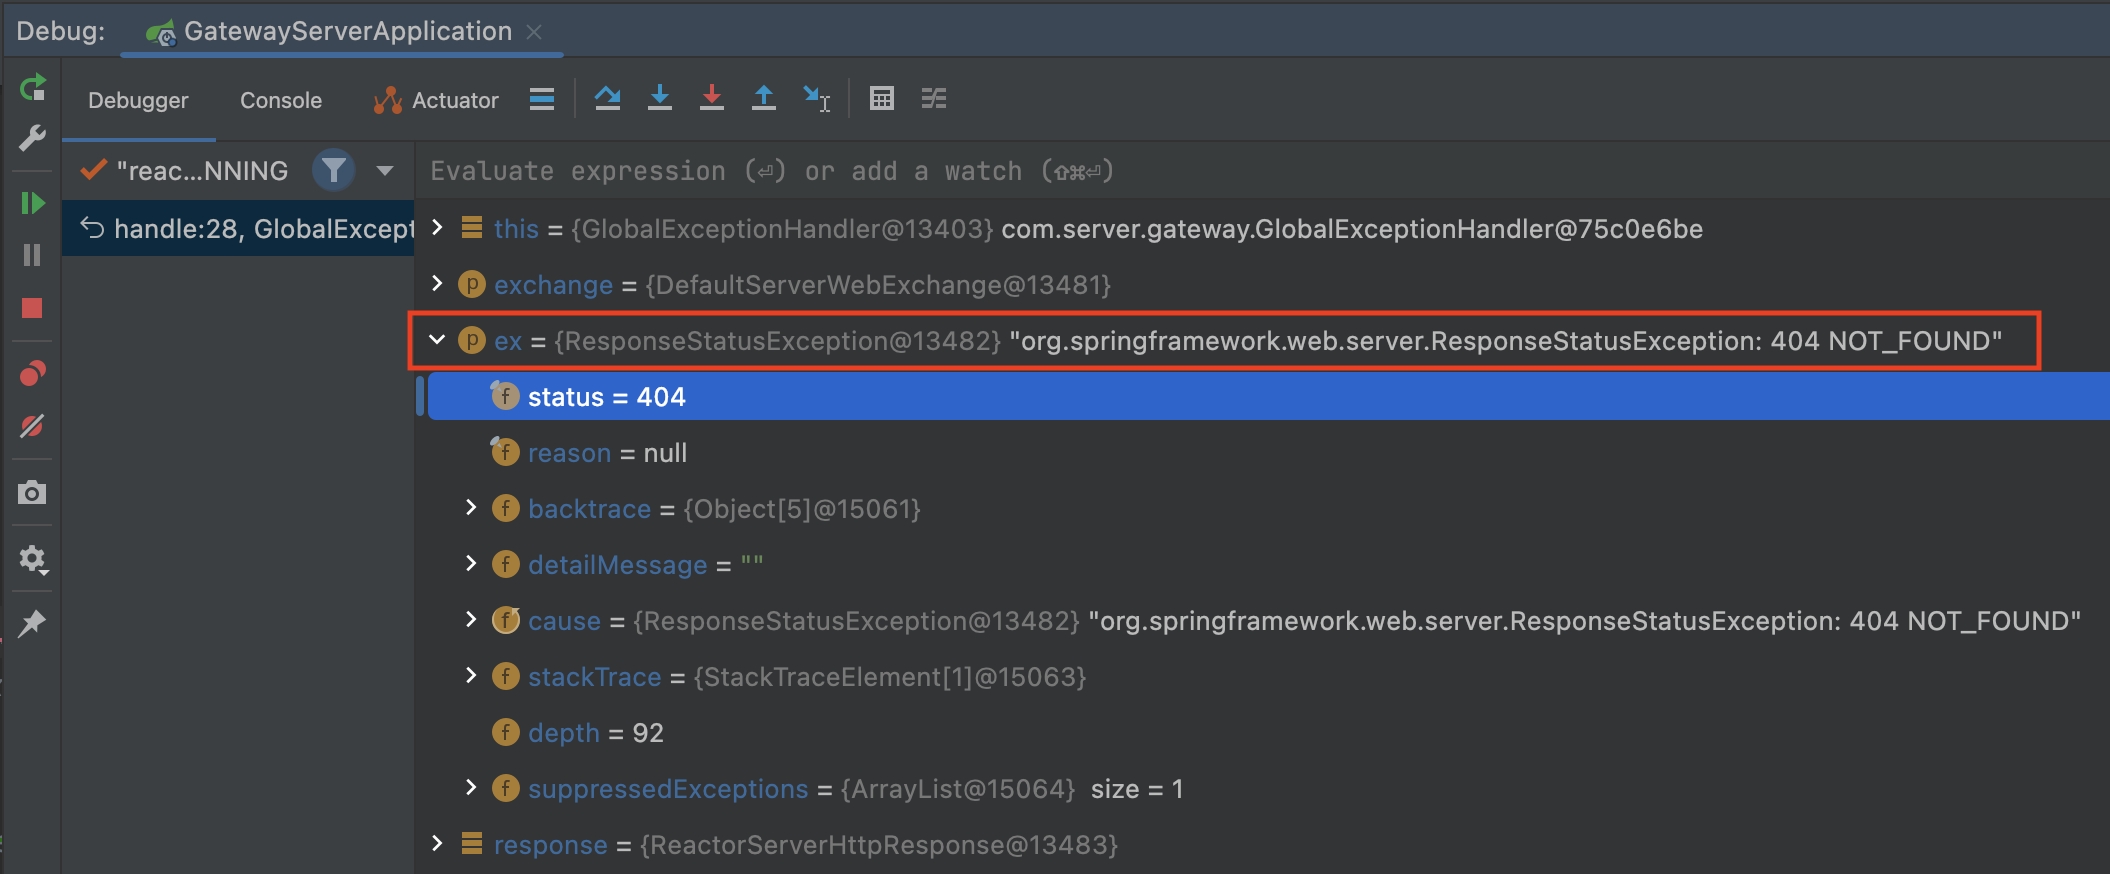 Debug: GatewayServerApplication
Debugger Console Actuator
"reac...NNING Evaluate expression (⏎) or add a watch (⇧⌘⏎)
handle:28, GlobalExcept
this = {GlobalExceptionHandler@13403} com.server.gateway.GlobalExceptionHandler@75c0e6be
p exchange = {DefaultServerWebExchange@13481}
p ex = {ResponseStatusException@13482} "org.springframework.web.server.ResponseStatusException: 404 NOT_FOUND"
f status = 404
f reason = null
f backtrace = {Object[5]@15061}
f detailMessage = ""
f cause = {ResponseStatusException@13482} "org.springframework.web.server.ResponseStatusException: 404 NOT_FOUND"
f stackTrace = {StackTraceElement[1]@15063}
f depth = 92
f suppressedExceptions = {ArrayList@15064} size = 1
response = {ReactorServerHttpResponse@13483}